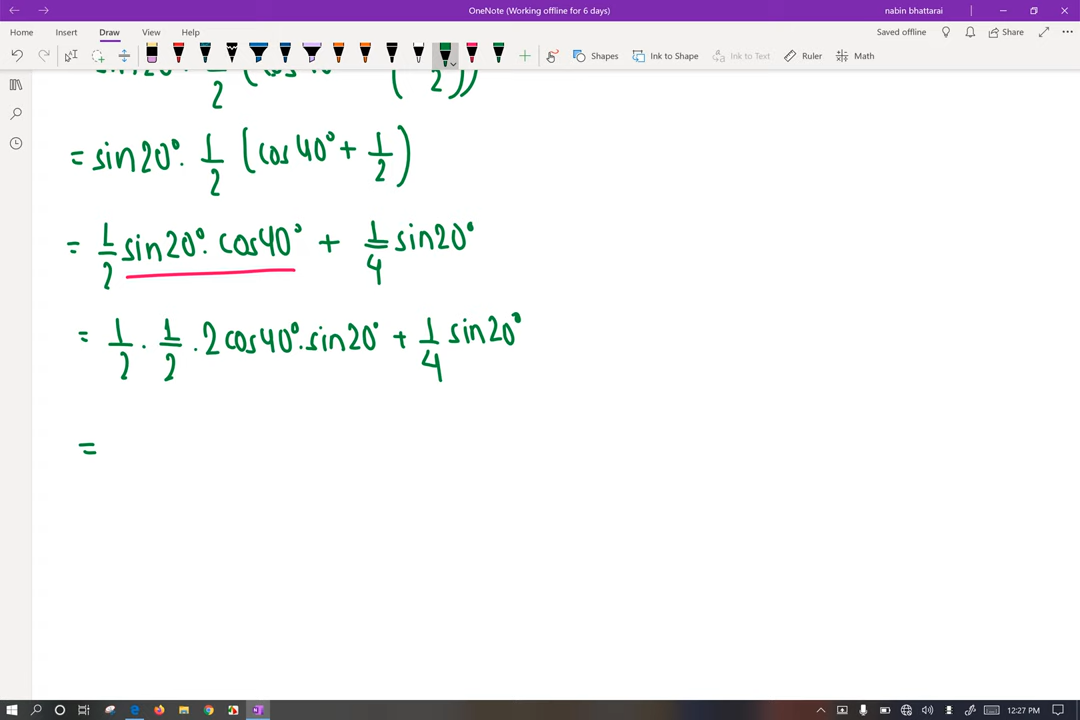 OneNote (Working offline for 6 days)
nabin bhattarai
Home Insert Draw View Help
Saved offline
Share
Shapes
Ink to Shape
Ink to Text
Ruler
Math
= sin20°. 1/2 (cos40° + 1/2)
= 1/2 sin20°. cos40° + 1/4 sin20°
= 1/2 . 1/2 . 2cos40°. sin20° + 1/4 sin20°
=
12:27 PM